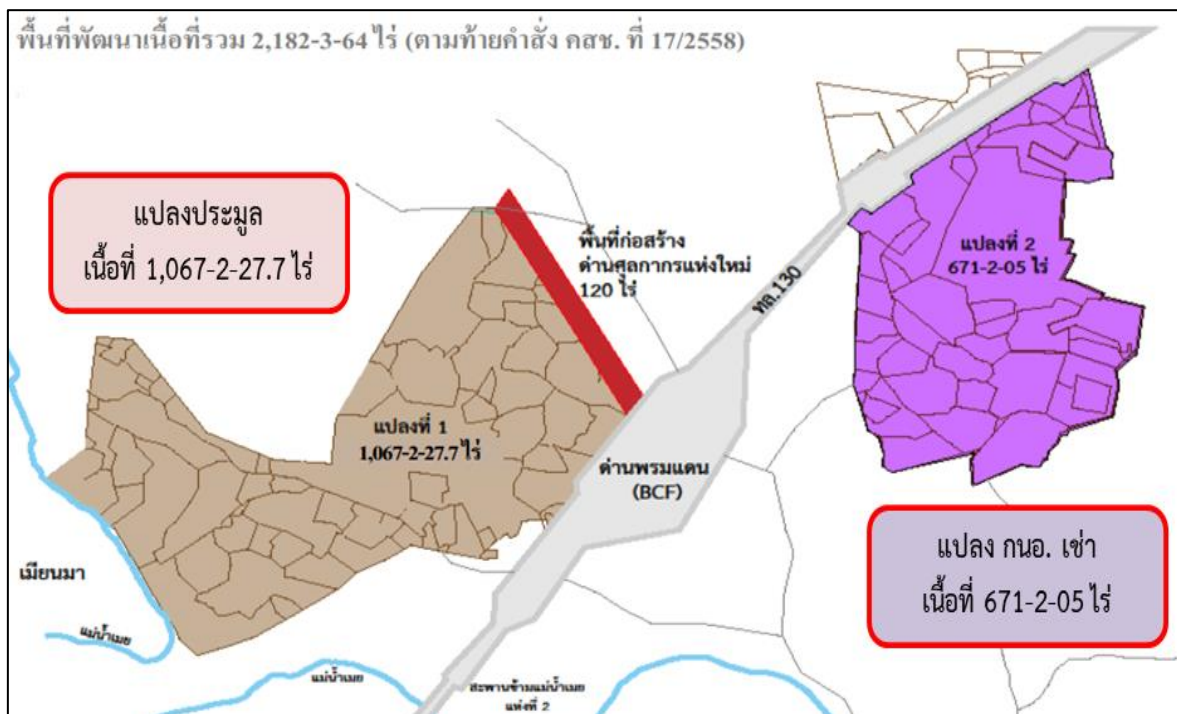 พื้นที่พัฒนาเนื้อที่รวม 2,182-3-64 ไร่ (ตามท้ายคำสั่ง คสช. ที่ 17/2558)
แปลงประมูล
เนื้อที่ 1,067-2-27.7 ไร่
พื้นที่ก่อสร้าง
ด่านศุลกากรแห่งใหม่
120 ไร่
ทล.130
แปลงที่ 2
671-2-05 ไร่
แปลงที่ 1
1,067-2-27.7 ไร่
ด่านพรมแดน
(BCF)
แปลง กนอ. เช่า
เนื้อที่ 671-2-05 ไร่
เมียนมา
แม่น้ำเมย
แม่น้ำเมย
สะพานข้ามแม่น้ำเมย
แห่งที่ 2